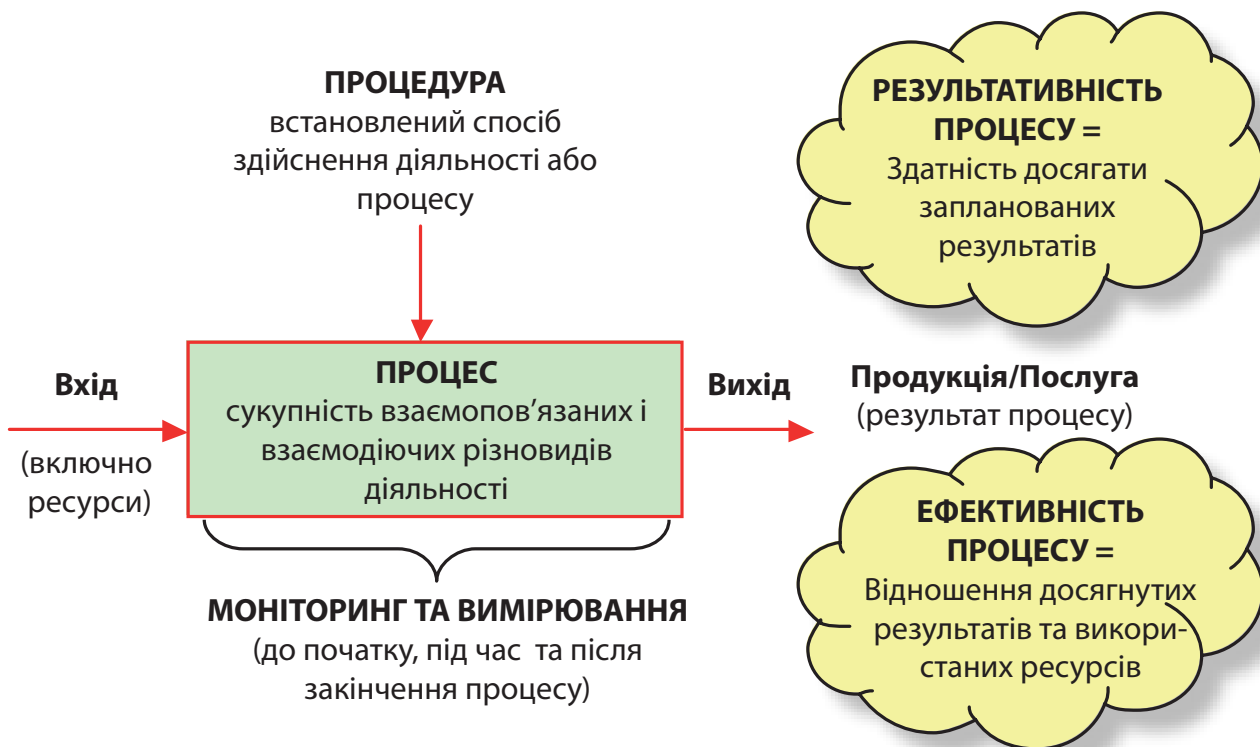 ПРОЦЕДУРА
встановлений спосіб
здійснення діяльності або
процесу
РЕЗУЛЬТАТИВНІСТЬ
ПРОЦЕСУ =
Здатність досягати
запланованих
результатів
Вхід
(включно
ресурси)
ПРОЦЕС
сукупність взаємопов’язаних і
взаємодіючих різновидів
діяльності
Вихід
Продукція/Послуга
(результат процесу)
МОНІТОРИНГ ТА ВИМІРЮВАННЯ
(до початку, під час та після
закінчення процесу)
ЕФЕКТИВНІСТЬ
ПРОЦЕСУ =
Відношення досягнутих
результатів та викори-
станих ресурсів